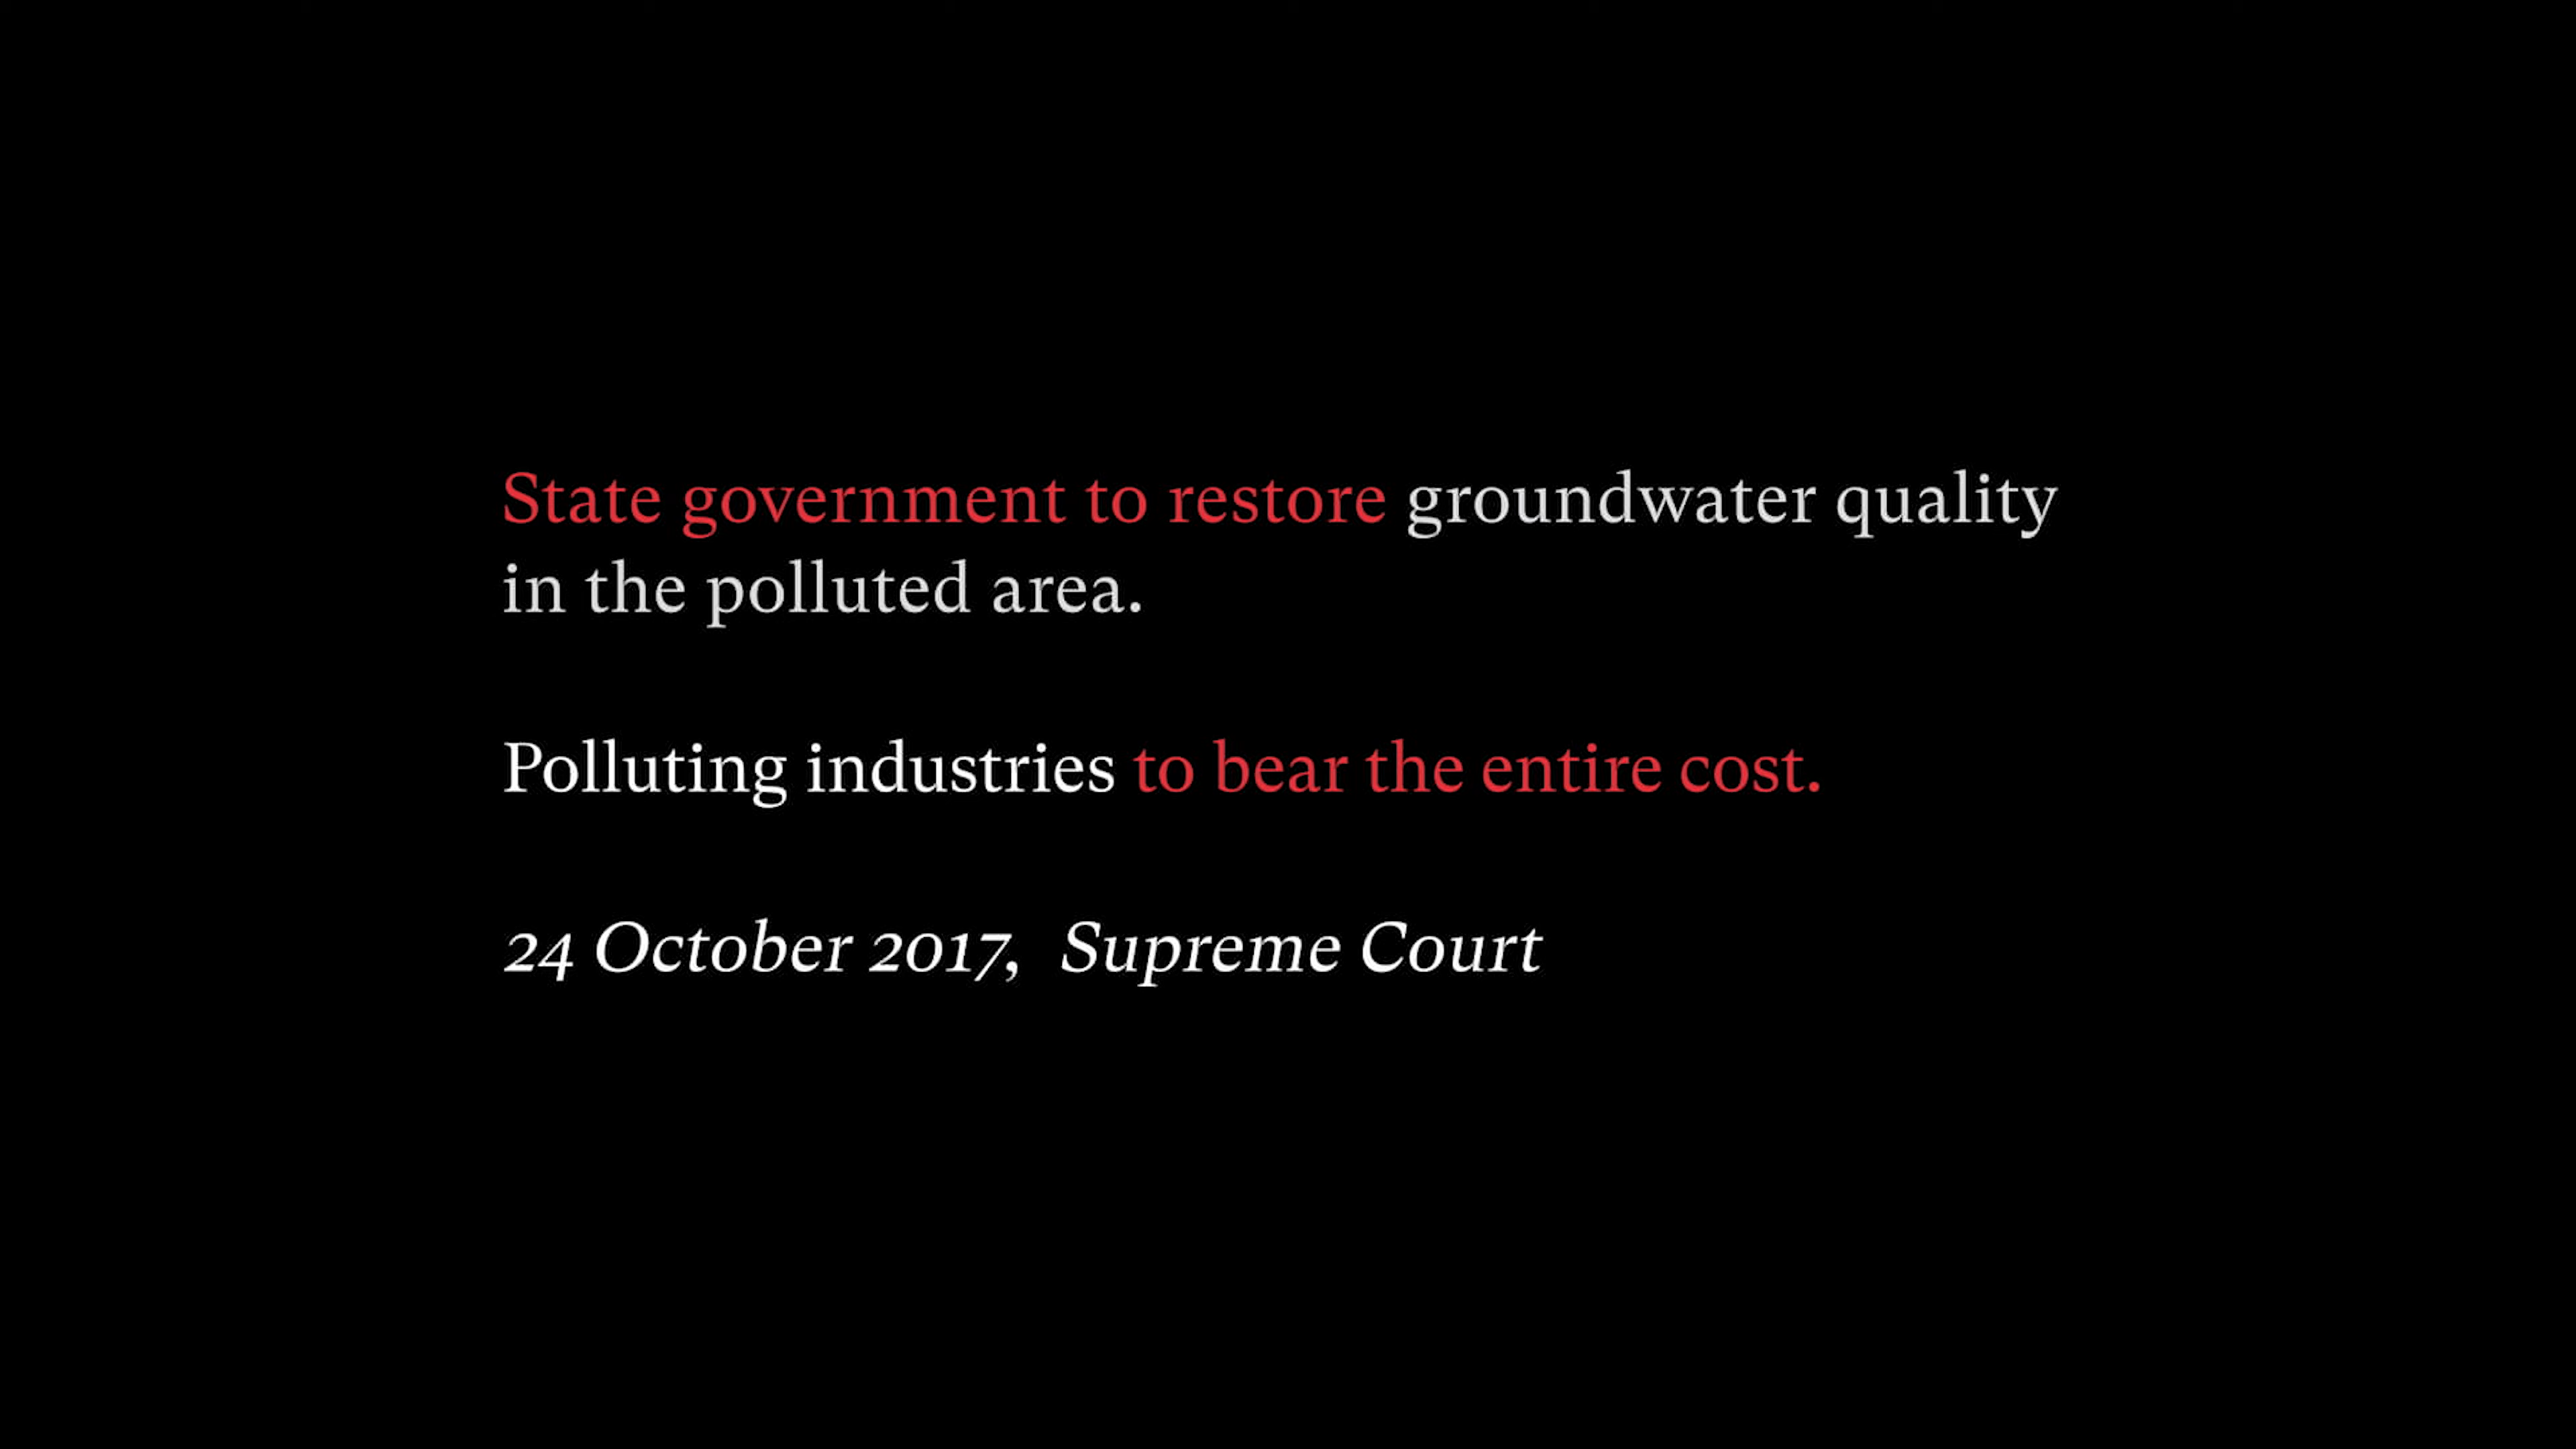 State government to restore groundwater quality
in the polluted area.
Polluting industries to bear the entire cost.
24 October 2017, Supreme Court